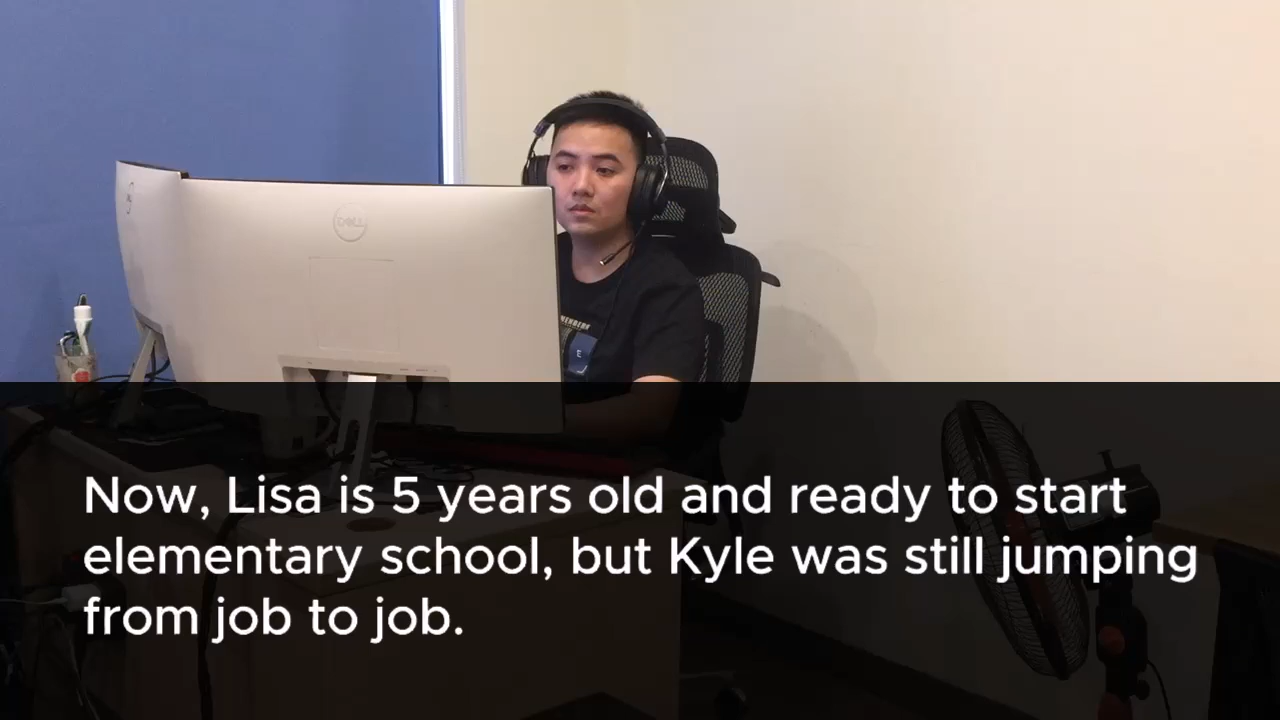 DELL
Now, Lisa is 5 years old and ready to start
elementary school, but Kyle was still jumping
from job to job.